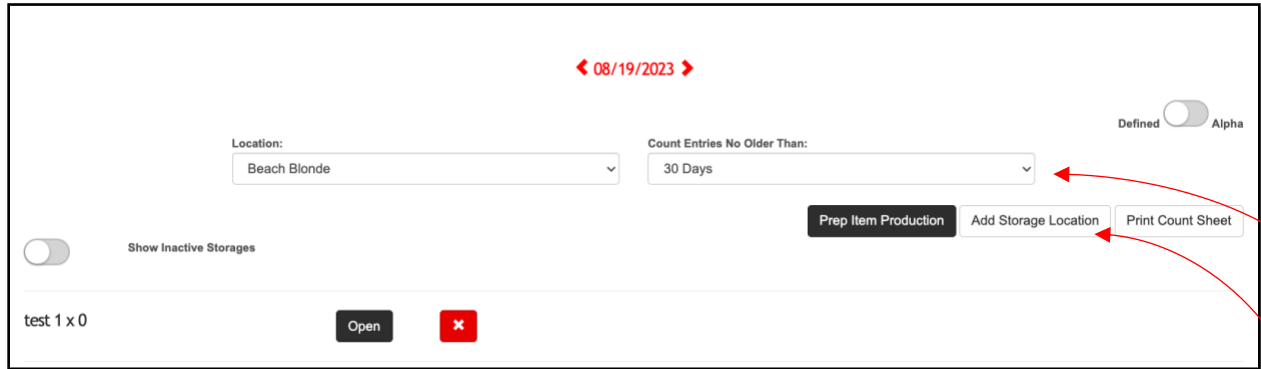 08/19/2023
Defined Alpha
Location: Count Entries No Older Than:
Beach Blonde 30 Days
Prep Item Production Add Storage Location Print Count Sheet
Show Inactive Storages
test 1 x 0 Open